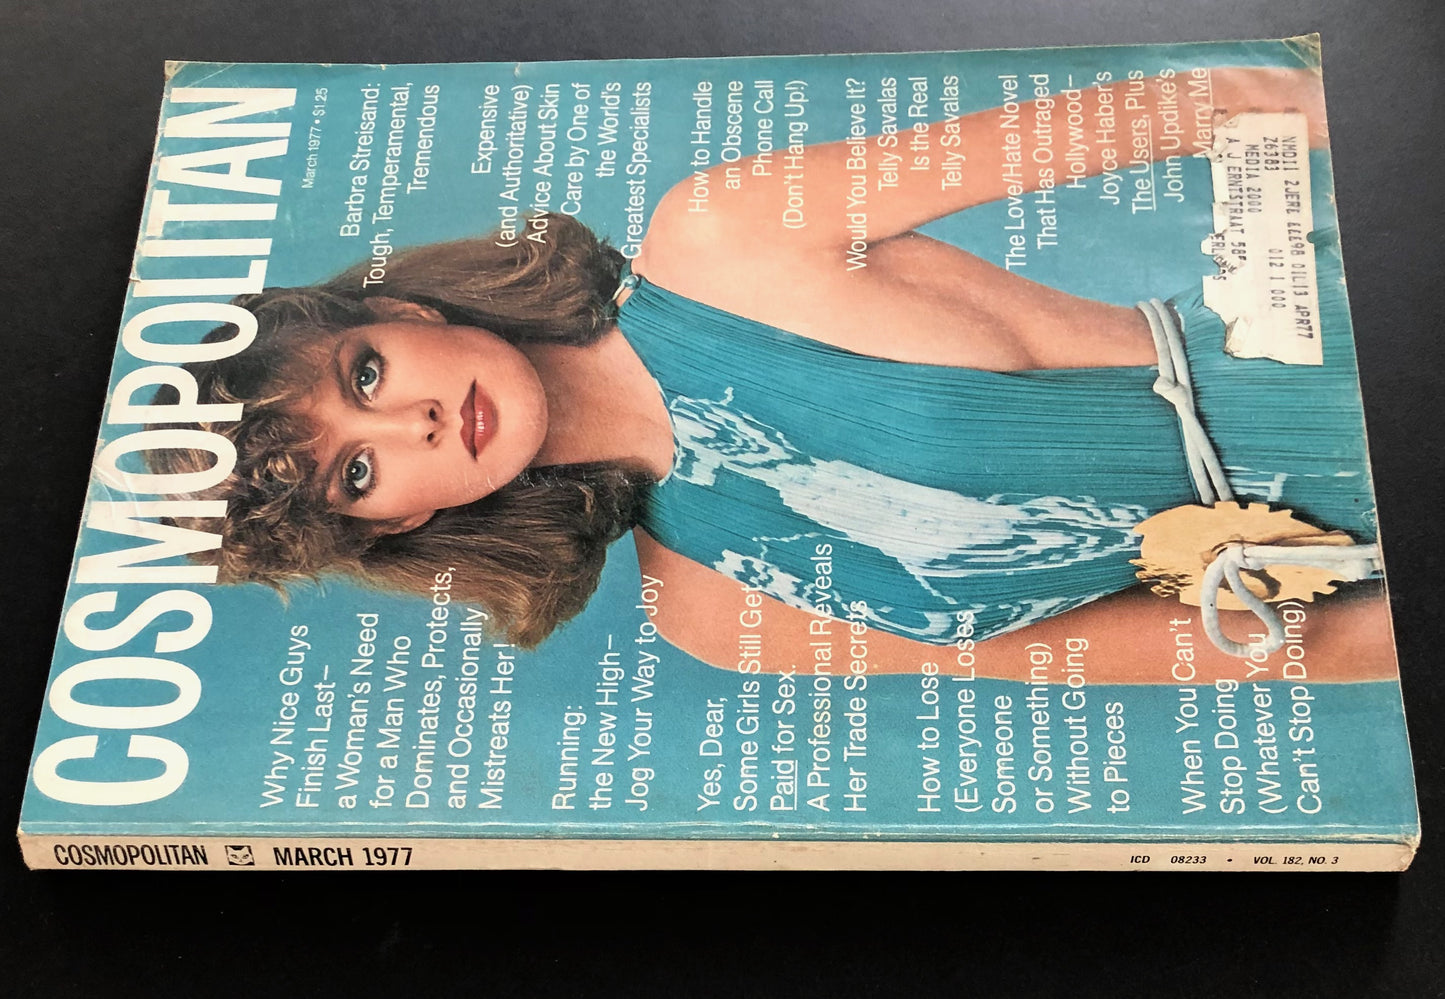 COSMOPOLITAN
March 1977 • $1.25
Why Nice Guys
Finish Last—
a Woman's Need
for a Man Who
Dominates, Protects,
and Occasionally
Mistreats Her!
Running:
the New High—
Jog Your Way to Joy
Yes, Dear,
Some Girls Still Get
Paid for Sex.
A Professional Reveals
Her Trade Secrets
How to Lose
(Everyone Loses
Someone
or Something)
Without Going
to Pieces
When You Can't
Stop Doing
(Whatever You
Can't Stop Doing)
Barbra Streisand:
Tough, Temperamental,
Tremendous
Expensive
(and Authoritative)
Advice About Skin
Care by One of
the World's
Greatest Specialists
How to Handle
an Obscene
Phone Call
(Don't Hang Up!)
Would You Believe It?
Telly Savalas
Is the Real
Telly Savalas
The Love/Hate Novel
That Has Outraged
Hollywood—
Joyce Haber's
The Users, Plus
John Updike's
Marry Me
APR77
76383 012 1 000
MEDIA 2000
A J ERNTSTRAAT
COSMOPOLITAN MARCH 1977 ICD 08233 • VOL. 182, NO. 3